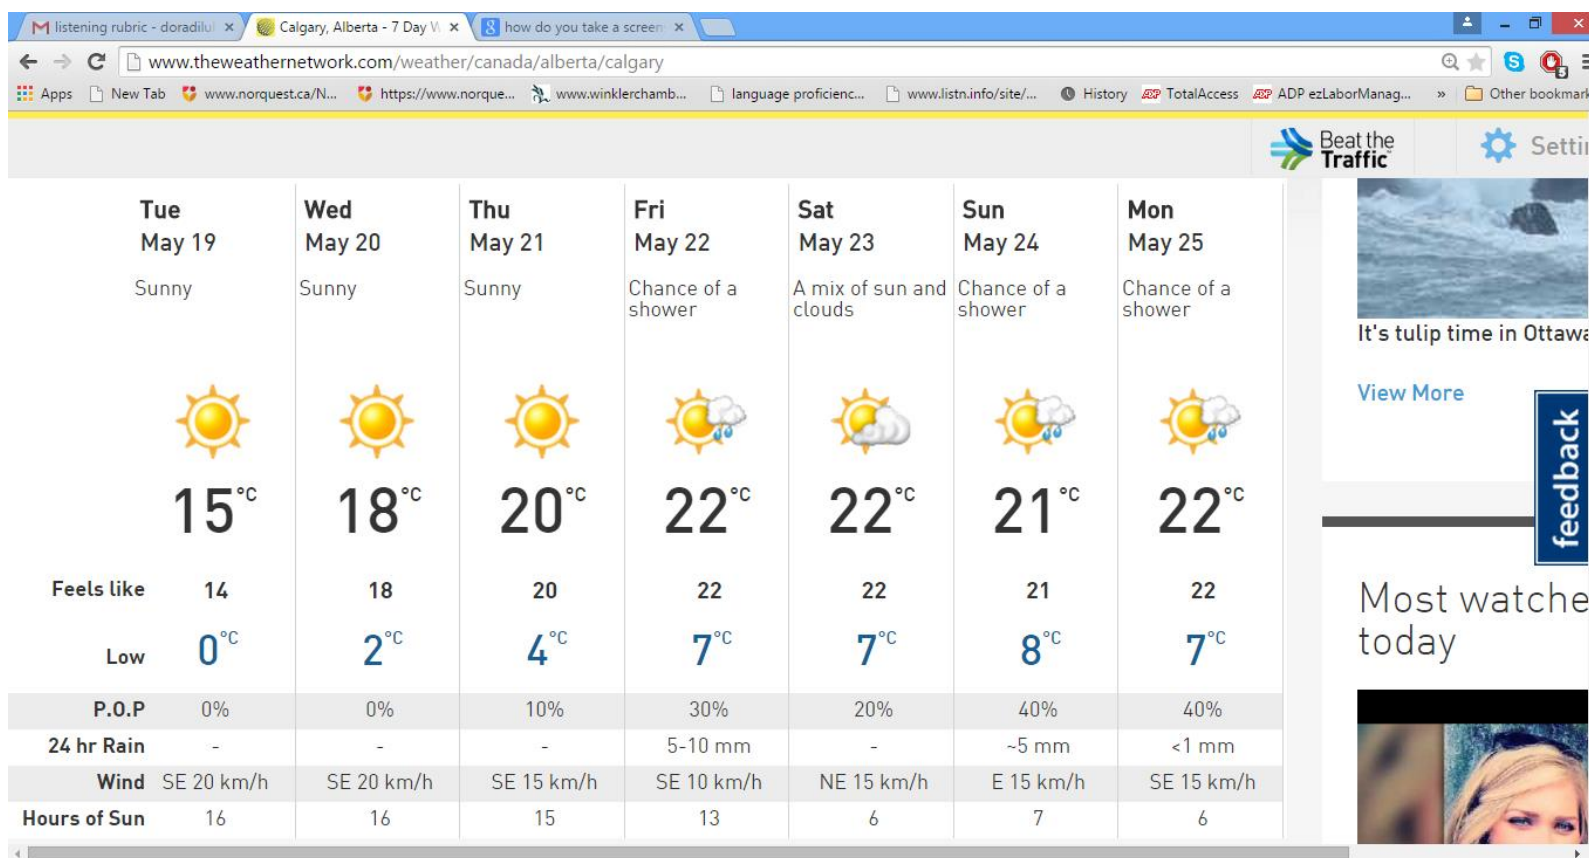 listening rubric - doradilu
Calgary, Alberta - 7 Day W
how do you take a screen
www.theweathernetwork.com/weather/canada/alberta/calgary
Apps New Tab www.norquest.ca/N... https://www.norque... www.winklerchamb... language proficienc... www.listn.info/site/... History ADP TotalAccess ADP ezLaborManag... » Other bookmark
Beat the
Traffic
Settin
Tue Wed Thu Fri Sat Sun Mon
May 19 May 20 May 21 May 22 May 23 May 24 May 25
Sunny Sunny Sunny Chance of a A mix of sun and Chance of a Chance of a
shower clouds shower shower
15°C 18°C 20°C 22°C 22°C 21°C 22°C
Feels like 14 18 20 22 22 21 22
Low 0°C 2°C 4°C 7°C 7°C 8°C 7°C
P.O.P 0% 0% 10% 30% 20% 40% 40%
24 hr Rain - - - 5-10 mm - ~5 mm <1 mm
Wind SE 20 km/h SE 20 km/h SE 15 km/h SE 10 km/h NE 15 km/h E 15 km/h SE 15 km/h
Hours of Sun 16 16 15 13 6 7 6
It's tulip time in Ottawa
View More
feedback
Most watche
today